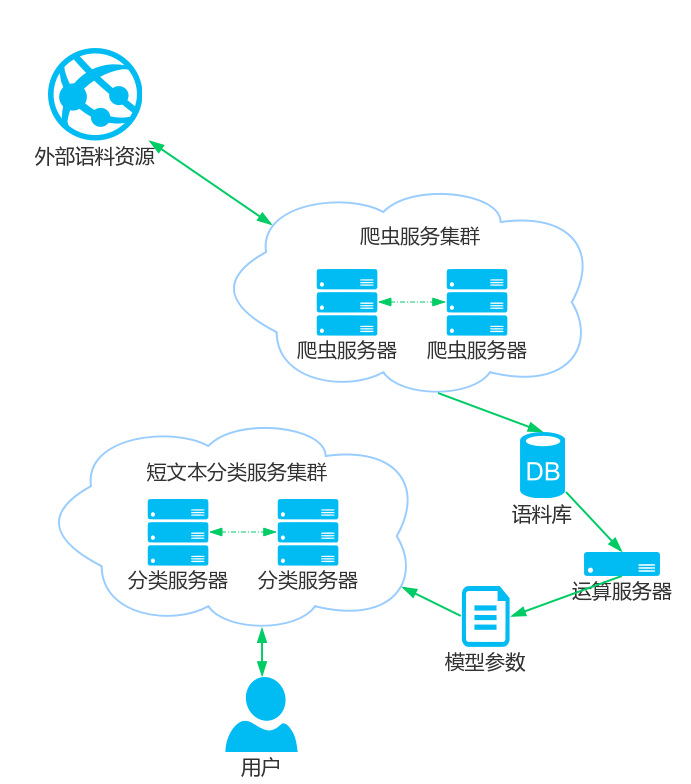 外部语料资源
爬虫服务集群
爬虫服务器
爬虫服务器
DB
语料库
短文本分类服务集群
分类服务器
分类服务器
运算服务器
模型参数
用户